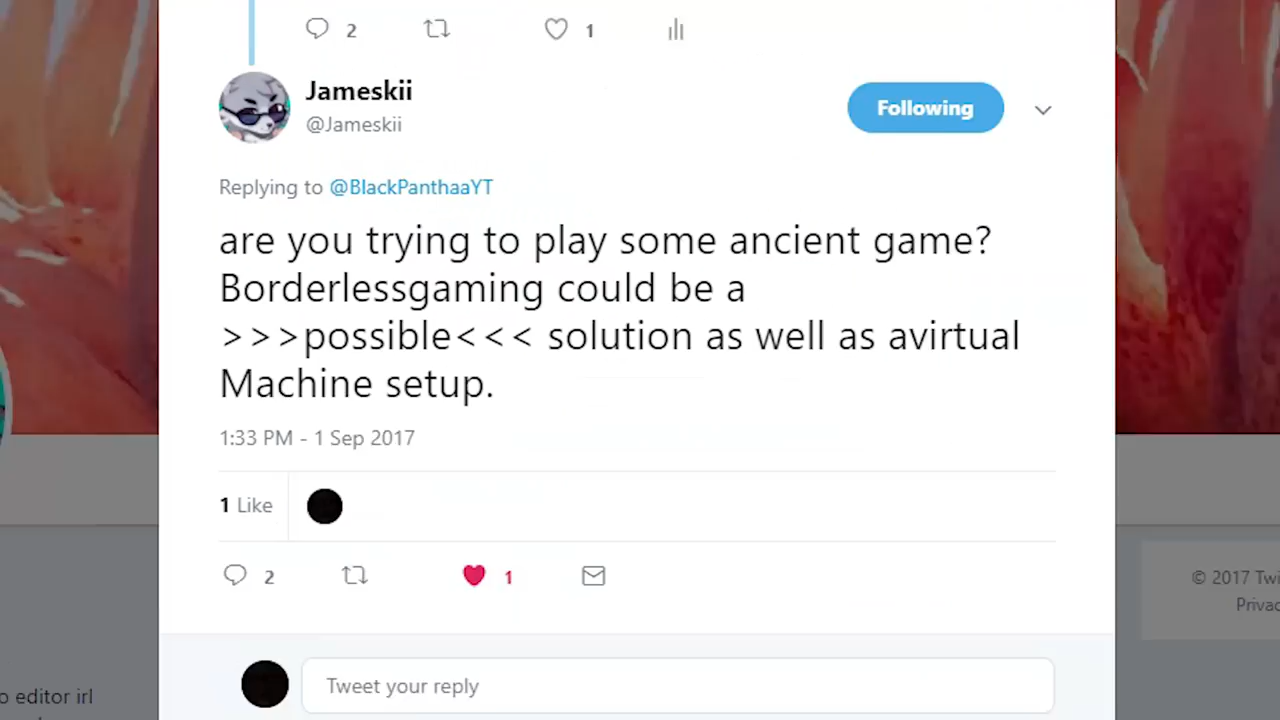 2 1
Jameskii
@Jameskii
Following
Replying to @BlackPanthaaYT
are you trying to play some ancient game?
Borderlessgaming could be a
>>>possible<<< solution as well as avirtual
Machine setup.
1:33 PM - 1 Sep 2017
1 Like
2 1
Tweet your reply
© 2017 Twi
Privac
o editor irl